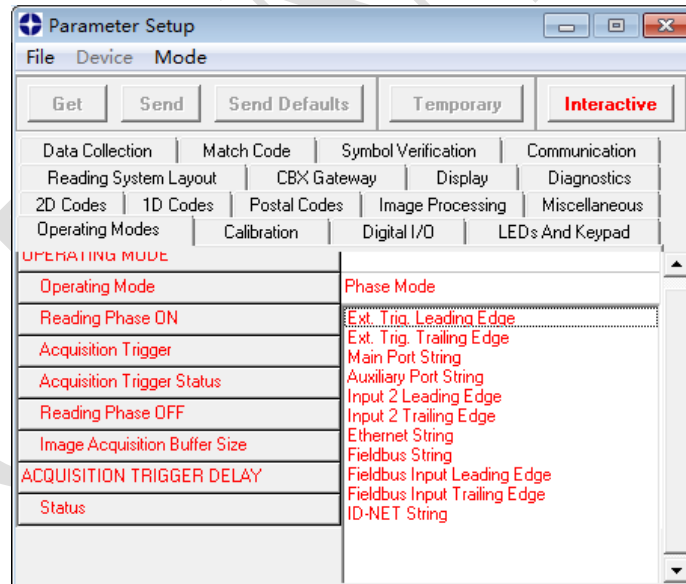 Parameter Setup
File Device Mode
Get Send Send Defaults Temporary Interactive
Data Collection Match Code Symbol Verification Communication
Reading System Layout CBX Gateway Display Diagnostics
2D Codes 1D Codes Postal Codes Image Processing Miscellaneous
Operating Modes Calibration Digital I/O LEDs And Keypad
OPERATING MODE
Operating Mode Phase Mode
Reading Phase ON
Acquisition Trigger
Acquisition Trigger Status
Reading Phase OFF
Image Acquisition Buffer Size
ACQUISITION TRIGGER DELAY
Status
Ext. Trig. Leading Edge
Ext. Trig. Trailing Edge
Main Port String
Auxiliary Port String
Input 2 Leading Edge
Input 2 Trailing Edge
Ethernet String
Fieldbus String
Fieldbus Input Leading Edge
Fieldbus Input Trailing Edge
ID-NET String